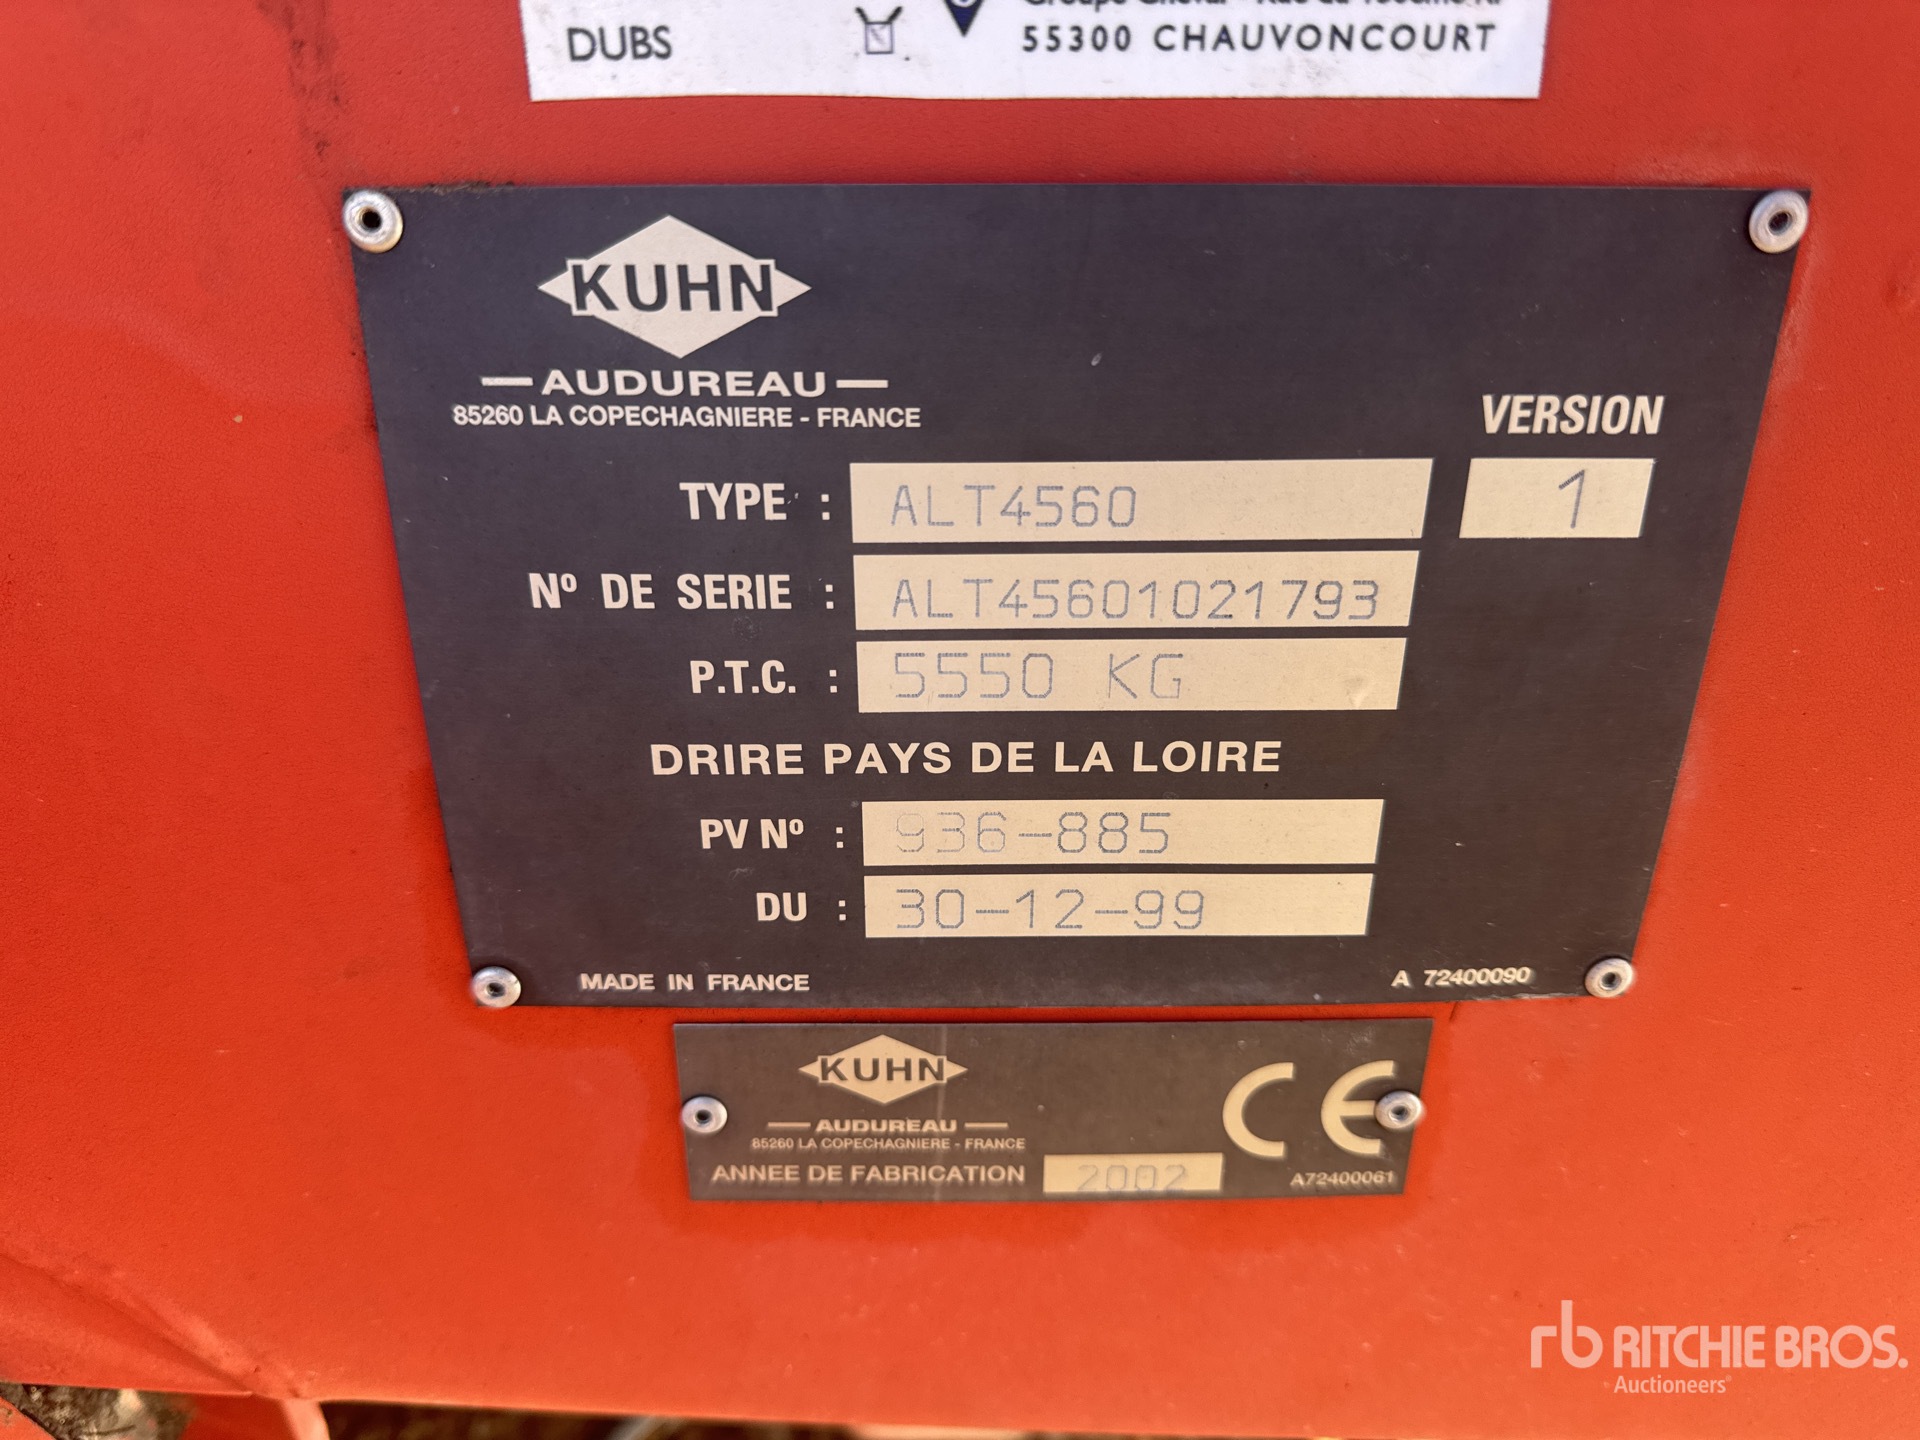 DUBS
55300 CHAUVONCOURT
KUHN
AUDUREAU
85260 LA COPECHAGNIERE - FRANCE
VERSION
TYPE : ALT4560 1
Nº DE SERIE : ALT45601021793
P.T.C. : 5550 KG
DRIRE PAYS DE LA LOIRE
PV Nº : 936-885
DU : 30-12-99
MADE IN FRANCE A 72400090
KUHN
AUDUREAU
85260 LA COPECHAGNIERE - FRANCE
CE
ANNEE DE FABRICATION 2002 A72400061
rb RITCHIE BROS.
Auctioneers